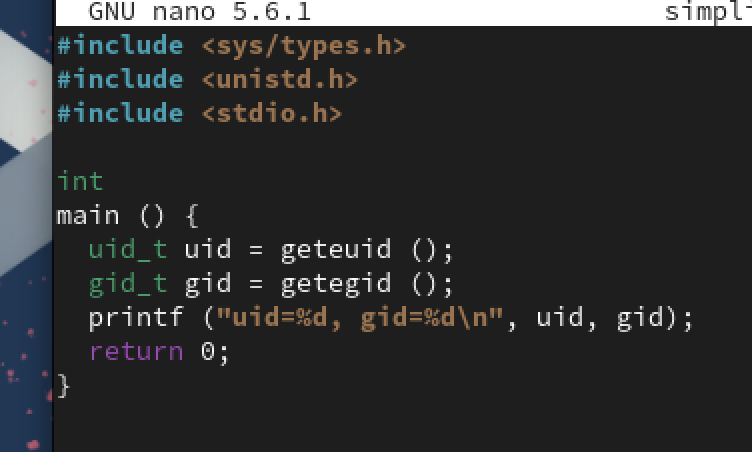 GNU nano 5.6.1
#include <sys/types.h>
#include <unistd.h>
#include <stdio.h>
int
main () {
uid_t uid = geteuid ();
gid_t gid = getegid ();
printf ("uid=%d, gid=%d\n", uid, gid);
return 0;
}